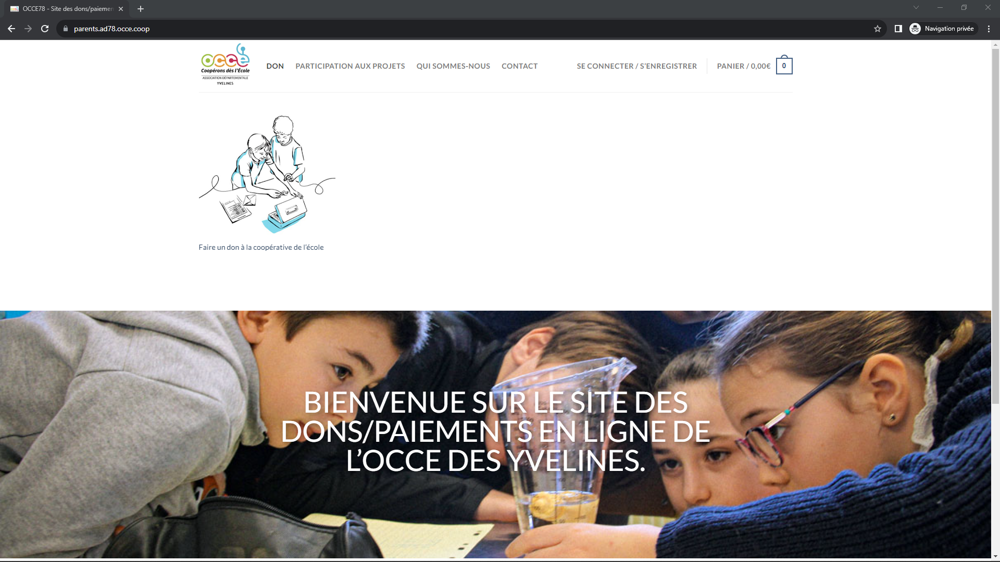 OCCE78 - Site des dons/paiemen
parents.ad78.occe.coop
Navigation privée
occe
Coopérons dès l'École
ASSOCIATION DÉPARTEMENTALE
YVELINES
DON PARTICIPATION AUX PROJETS QUI SOMMES-NOUS CONTACT SE CONNECTER / S’ENREGISTRER PANIER / 0,00€ 0
Faire un don à la coopérative de l’école
BIENVENUE SUR LE SITE DES
DONS/PAIEMENTS EN LIGNE DE
L’OCCE DES YVELINES.